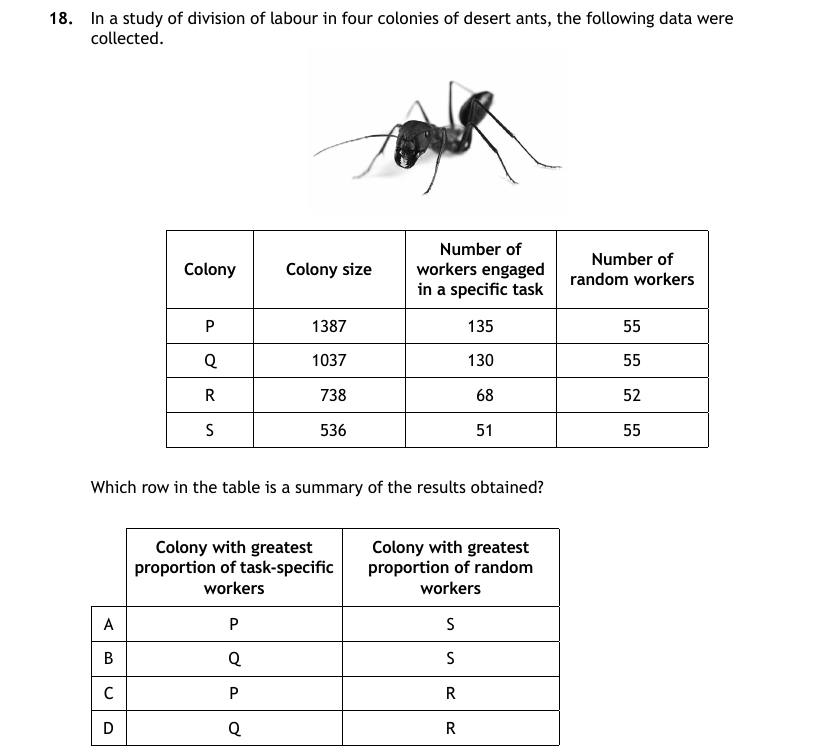 18. In a study of division of labour in four colonies of desert ants, the following data were
collected.
Colony Colony size Number of workers engaged in a specific task Number of random workers
P 1387 135 55
Q 1037 130 55
R 738 68 52
S 536 51 55
Which row in the table is a summary of the results obtained?
Colony with greatest proportion of task-specific workers Colony with greatest proportion of random workers
A P S
B Q S
C P R
D Q R